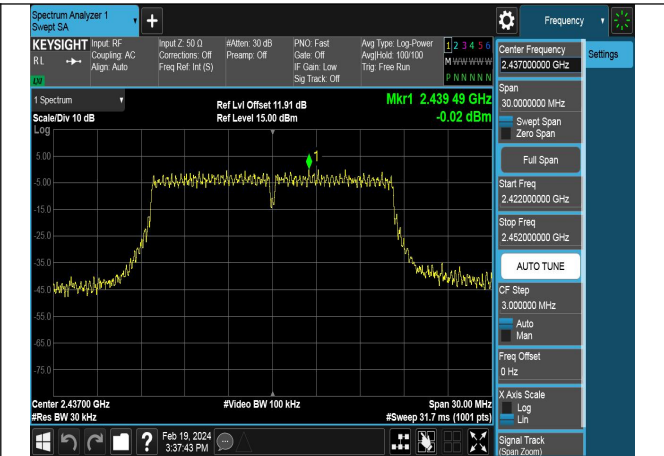 Spectrum Analyzer 1
Swept SA
+
Frequency
KEYSIGHT
RL
Input: RF
Coupling: AC
Align: Auto
Input Z: 50 Ω
Corrections: Off
Freq Ref: Int (S)
#Atten: 30 dB
Preamp: Off
PNO: Fast
Gate: Off
IF Gain: Low
Sig Track: Off
Avg Type: Log-Power
Avg|Hold: 100/100
Trig: Free Run
1 2 3 4 5 6
M W W W W W
P N N N N N
Settings
1 Spectrum
Scale/Div 10 dB
Log
Ref Lvl Offset 11.91 dB
Ref Level 15.00 dBm
Mkr1 2.439 49 GHz
-0.02 dBm
1
5.00
-5.00
-15.0
-25.0
-35.0
-45.0
-55.0
-65.0
-75.0
Center 2.43700 GHz
#Res BW 30 kHz
#Video BW 100 kHz
Span 30.00 MHz
#Sweep 31.7 ms (1001 pts)
Center Frequency
2.437000000 GHz
Span
30.0000000 MHz
Swept Span
Zero Span
Full Span
Start Freq
2.422000000 GHz
Stop Freq
2.452000000 GHz
AUTO TUNE
CF Step
3.000000 MHz
Auto
Man
Freq Offset
0 Hz
X Axis Scale
Log
Lin
Signal Track
(Span Zoom)
?
Feb 19, 2024
3:37:43 PM